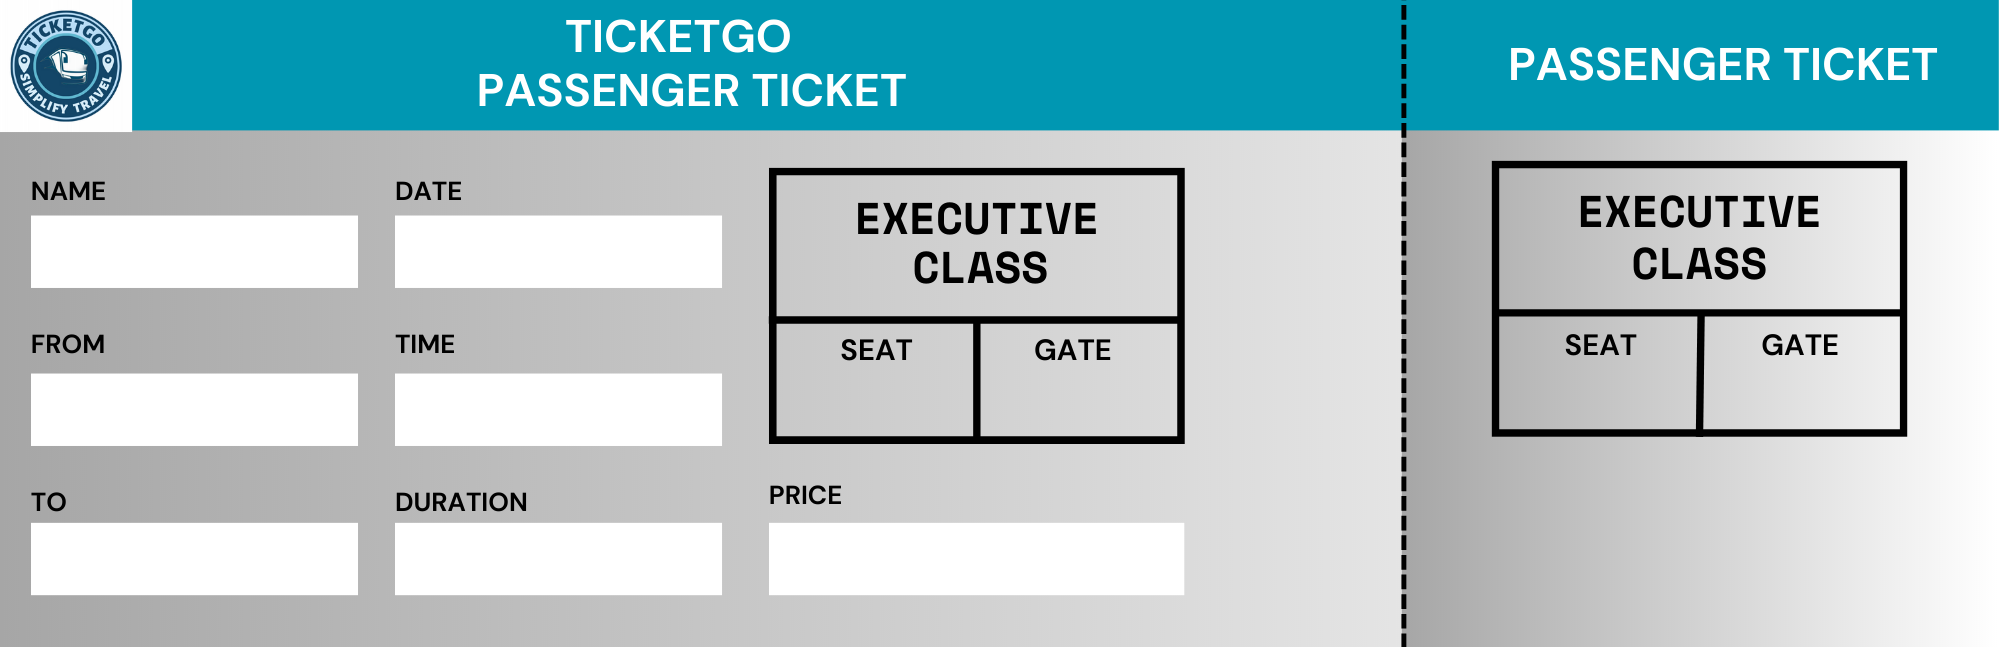 TICKETGO
SIMPLIFY TRAVEL
TICKETGO
PASSENGER TICKET
PASSENGER TICKET
NAME
DATE
EXECUTIVE
CLASS
FROM
TIME
SEAT
GATE
TO
DURATION
PRICE
EXECUTIVE
CLASS
SEAT
GATE